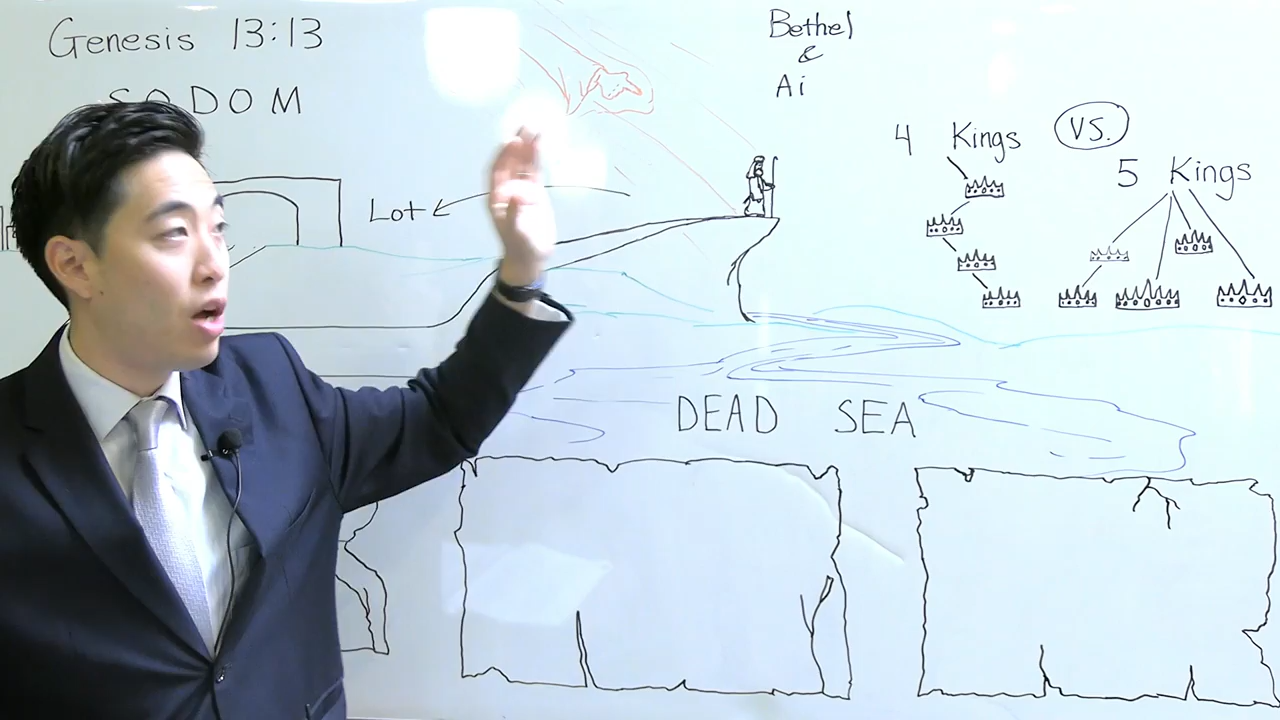 Genesis 13:13
SODOM
Bethel
&
Ai
4 Kings
VS.
5 Kings
Lot
DEAD SEA